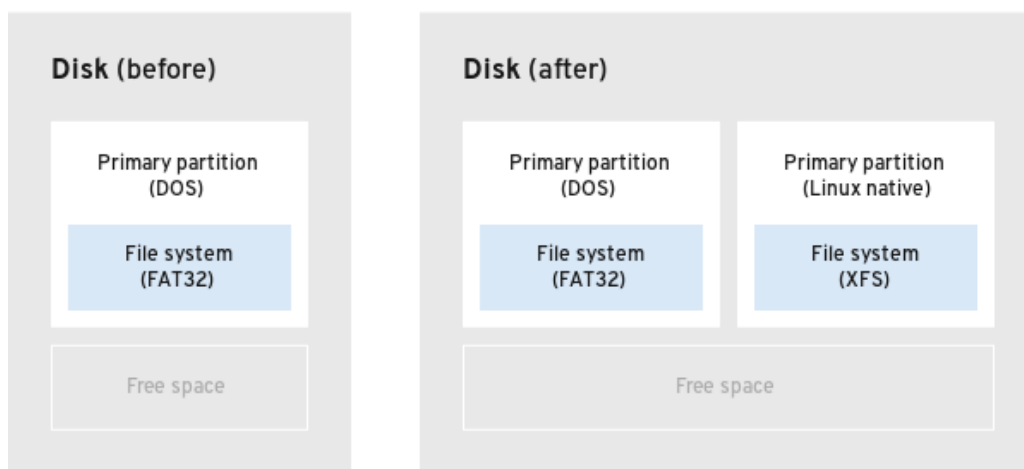 Disk (before)
Primary partition
(DOS)
File system
(FAT32)
Free space
Disk (after)
Primary partition
(DOS)
File system
(FAT32)
Primary partition
(Linux native)
File system
(XFS)
Free space